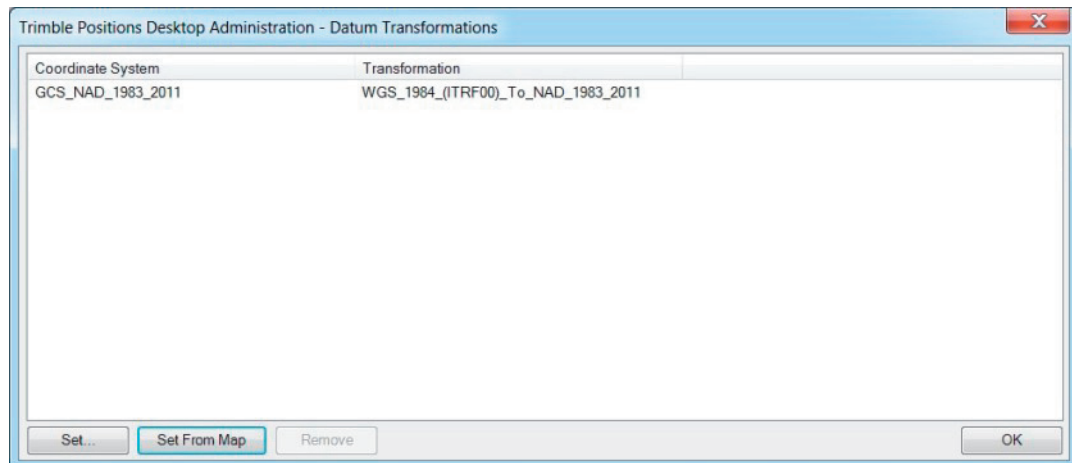 Trimble Positions Desktop Administration - Datum Transformations
Coordinate System Transformation
GCS_NAD_1983_2011 WGS_1984_(ITRF00)_To_NAD_1983_2011
Set... Set From Map Remove OK